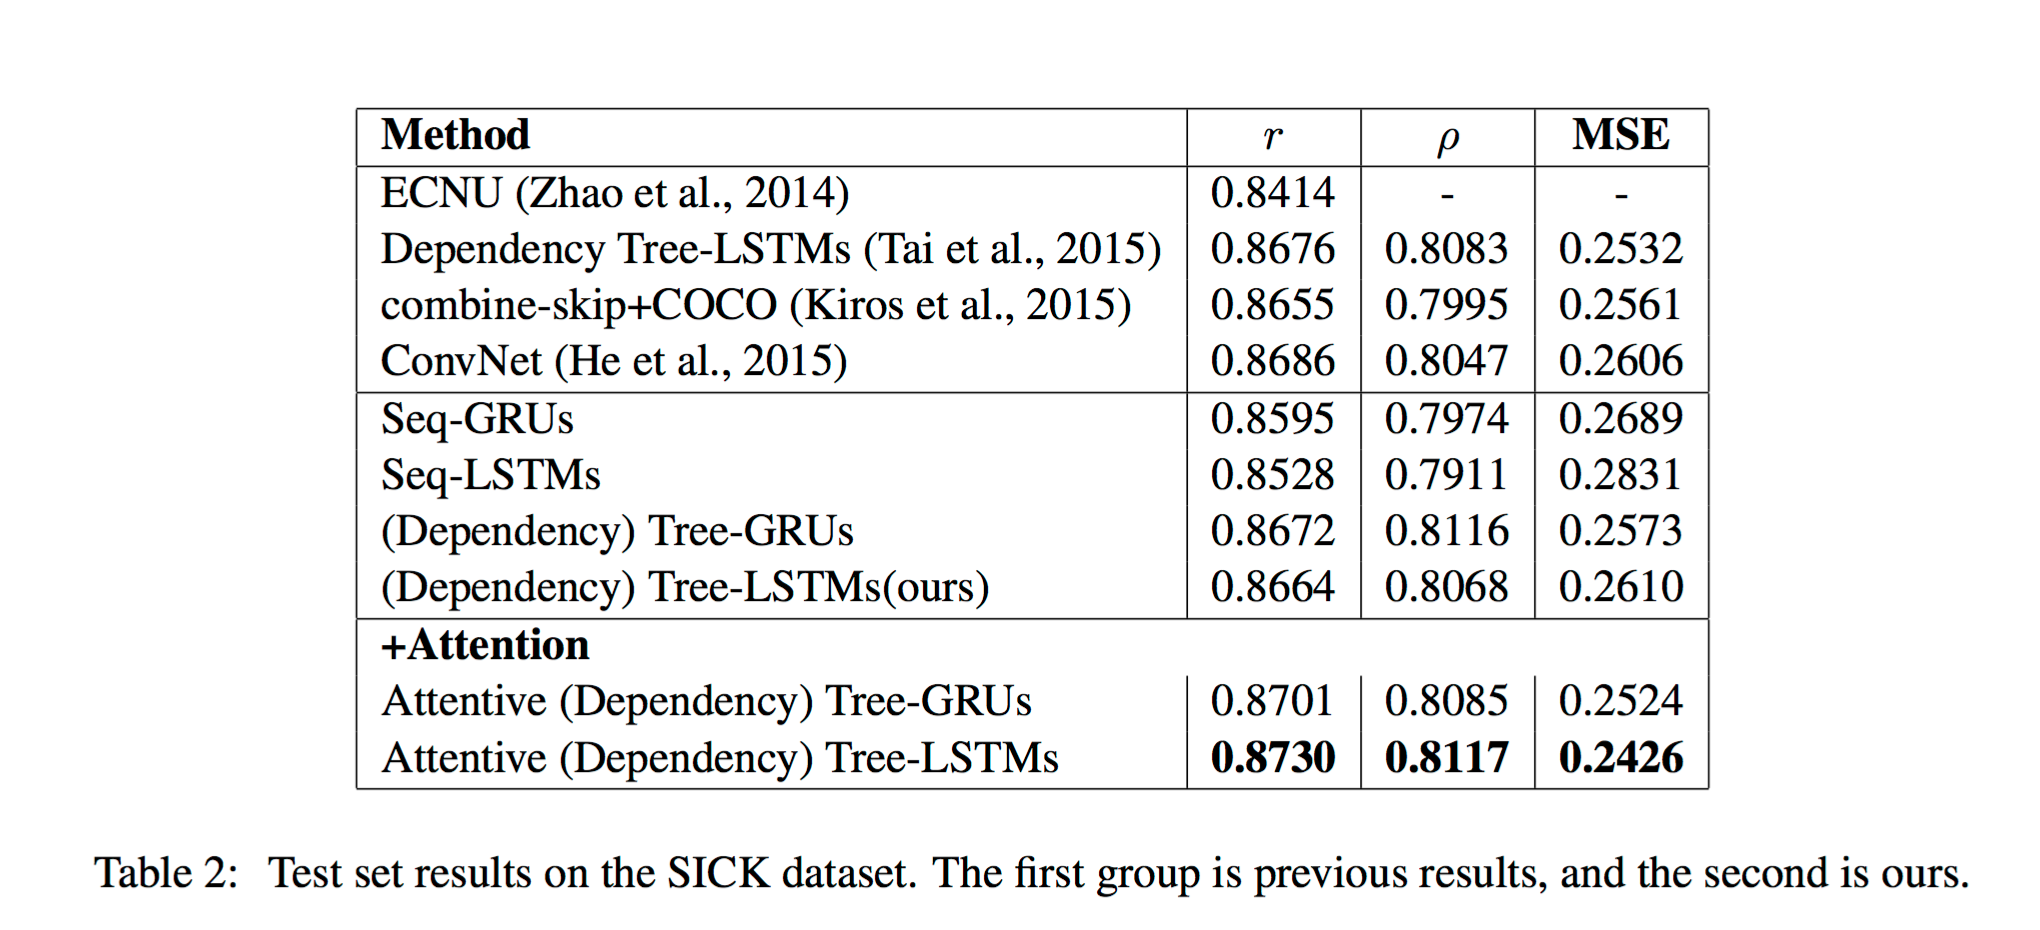 Method r ρ MSE
ECNU (Zhao et al., 2014) 0.8414 - -
Dependency Tree-LSTMs (Tai et al., 2015) 0.8676 0.8083 0.2532
combine-skip+COCO (Kiros et al., 2015) 0.8655 0.7995 0.2561
ConvNet (He et al., 2015) 0.8686 0.8047 0.2606
Seq-GRUs 0.8595 0.7974 0.2689
Seq-LSTMs 0.8528 0.7911 0.2831
(Dependency) Tree-GRUs 0.8672 0.8116 0.2573
(Dependency) Tree-LSTMs(ours) 0.8664 0.8068 0.2610
+Attention
Attentive (Dependency) Tree-GRUs 0.8701 0.8085 0.2524
Attentive (Dependency) Tree-LSTMs 0.8730 0.8117 0.2426
Table 2: Test set results on the SICK dataset. The first group is previous results, and the second is ours.